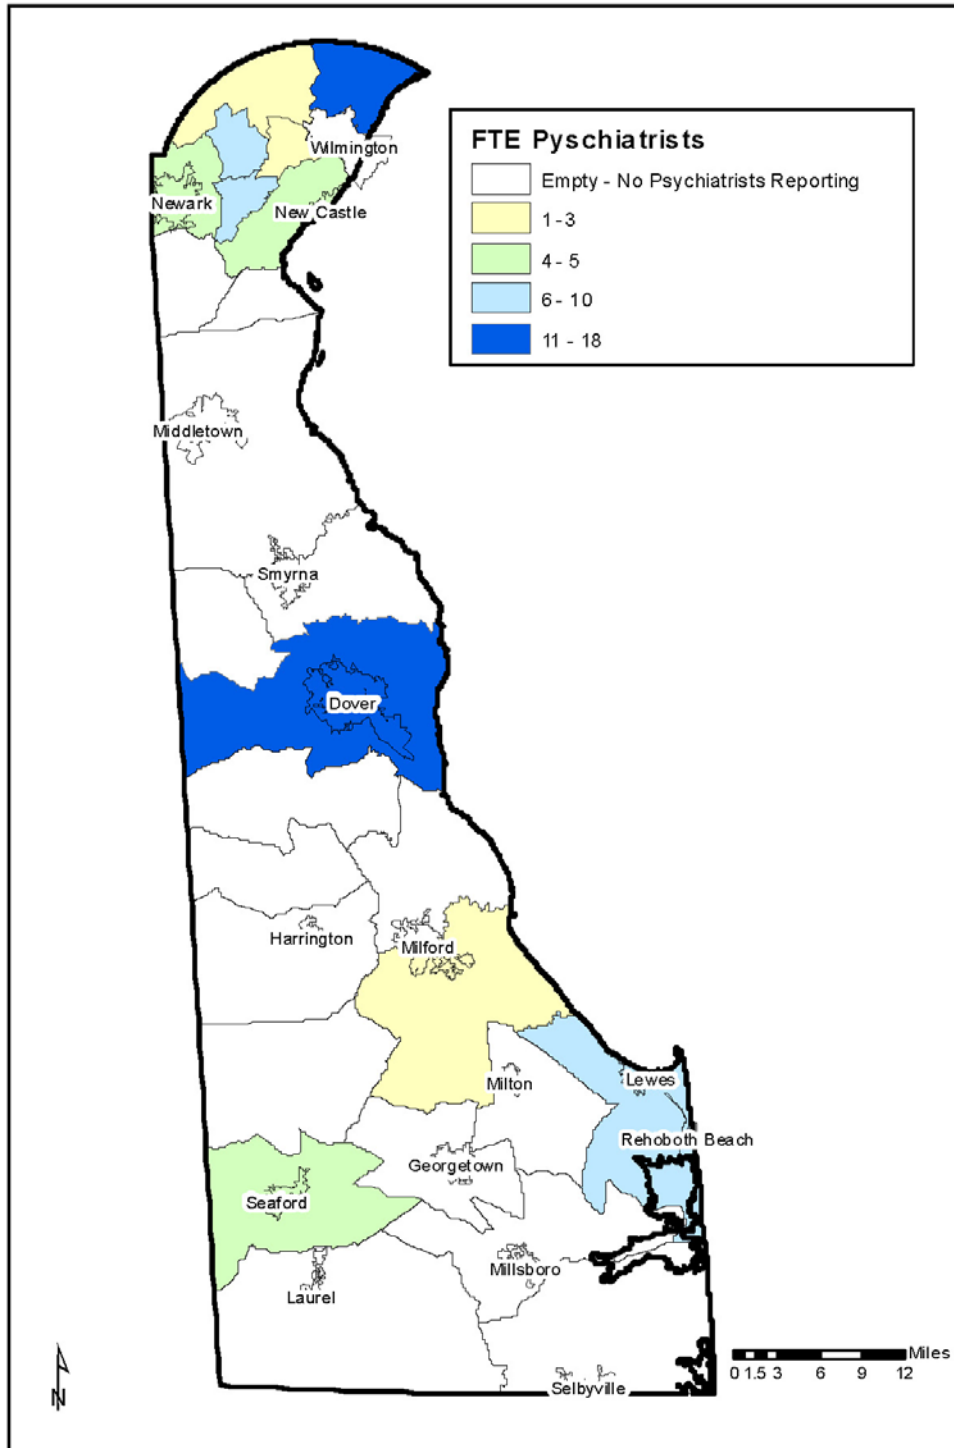 FTE Pyschiatrists
Empty - No Psychiatrists Reporting
1 - 3
4 - 5
6 - 10
11 - 18
Wilmington
Newark
New Castle
Middletown
Smyrna
Dover
Harrington
Milford
Milton
Lewes
Rehoboth Beach
Georgetown
Seaford
Millsboro
Laurel
Selbyville
Miles
0 1.5 3 6 9 12
N